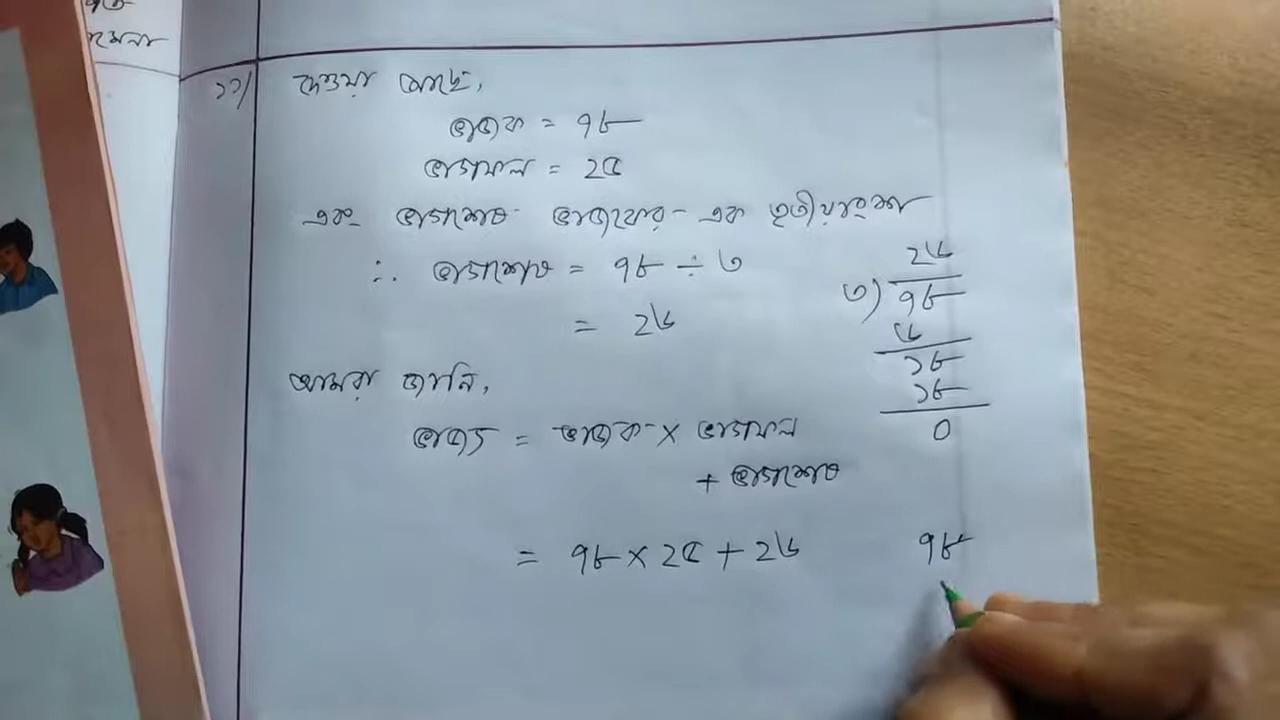 ১১/ দেওয়া আছে,
ভাজক = ৭৮
ভাগফল = ২৫
এবং ভাগশেষ ভাজকের এক তৃতীয়াংশ
∴ ভাগশেষ = ৭৮ ÷ ৩
= ২৬
২৬
৩) ৭৮
৬
১৮
১৮
০
আমরা জানি,
ভাজ্য = ভাজক × ভাগফল
+ ভাগশেষ
= ৭৮ × ২৫ + ২৬
৭৮